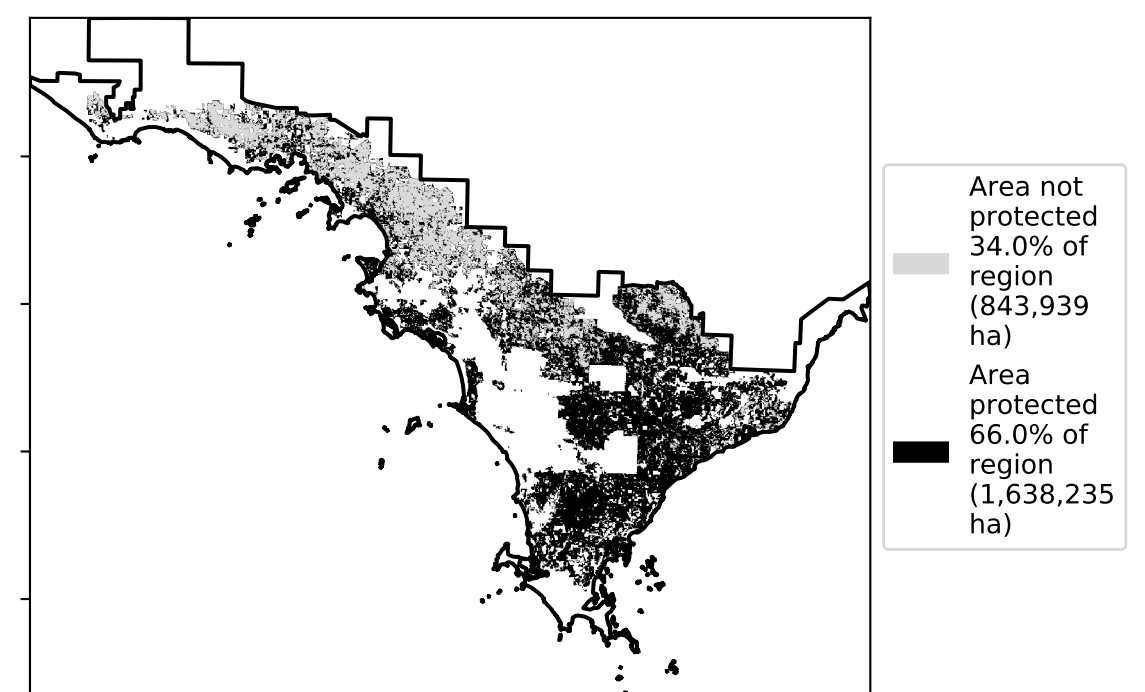 Area not
protected
34.0% of
region
(843,939
ha)
Area
protected
66.0% of
region
(1,638,235
ha)